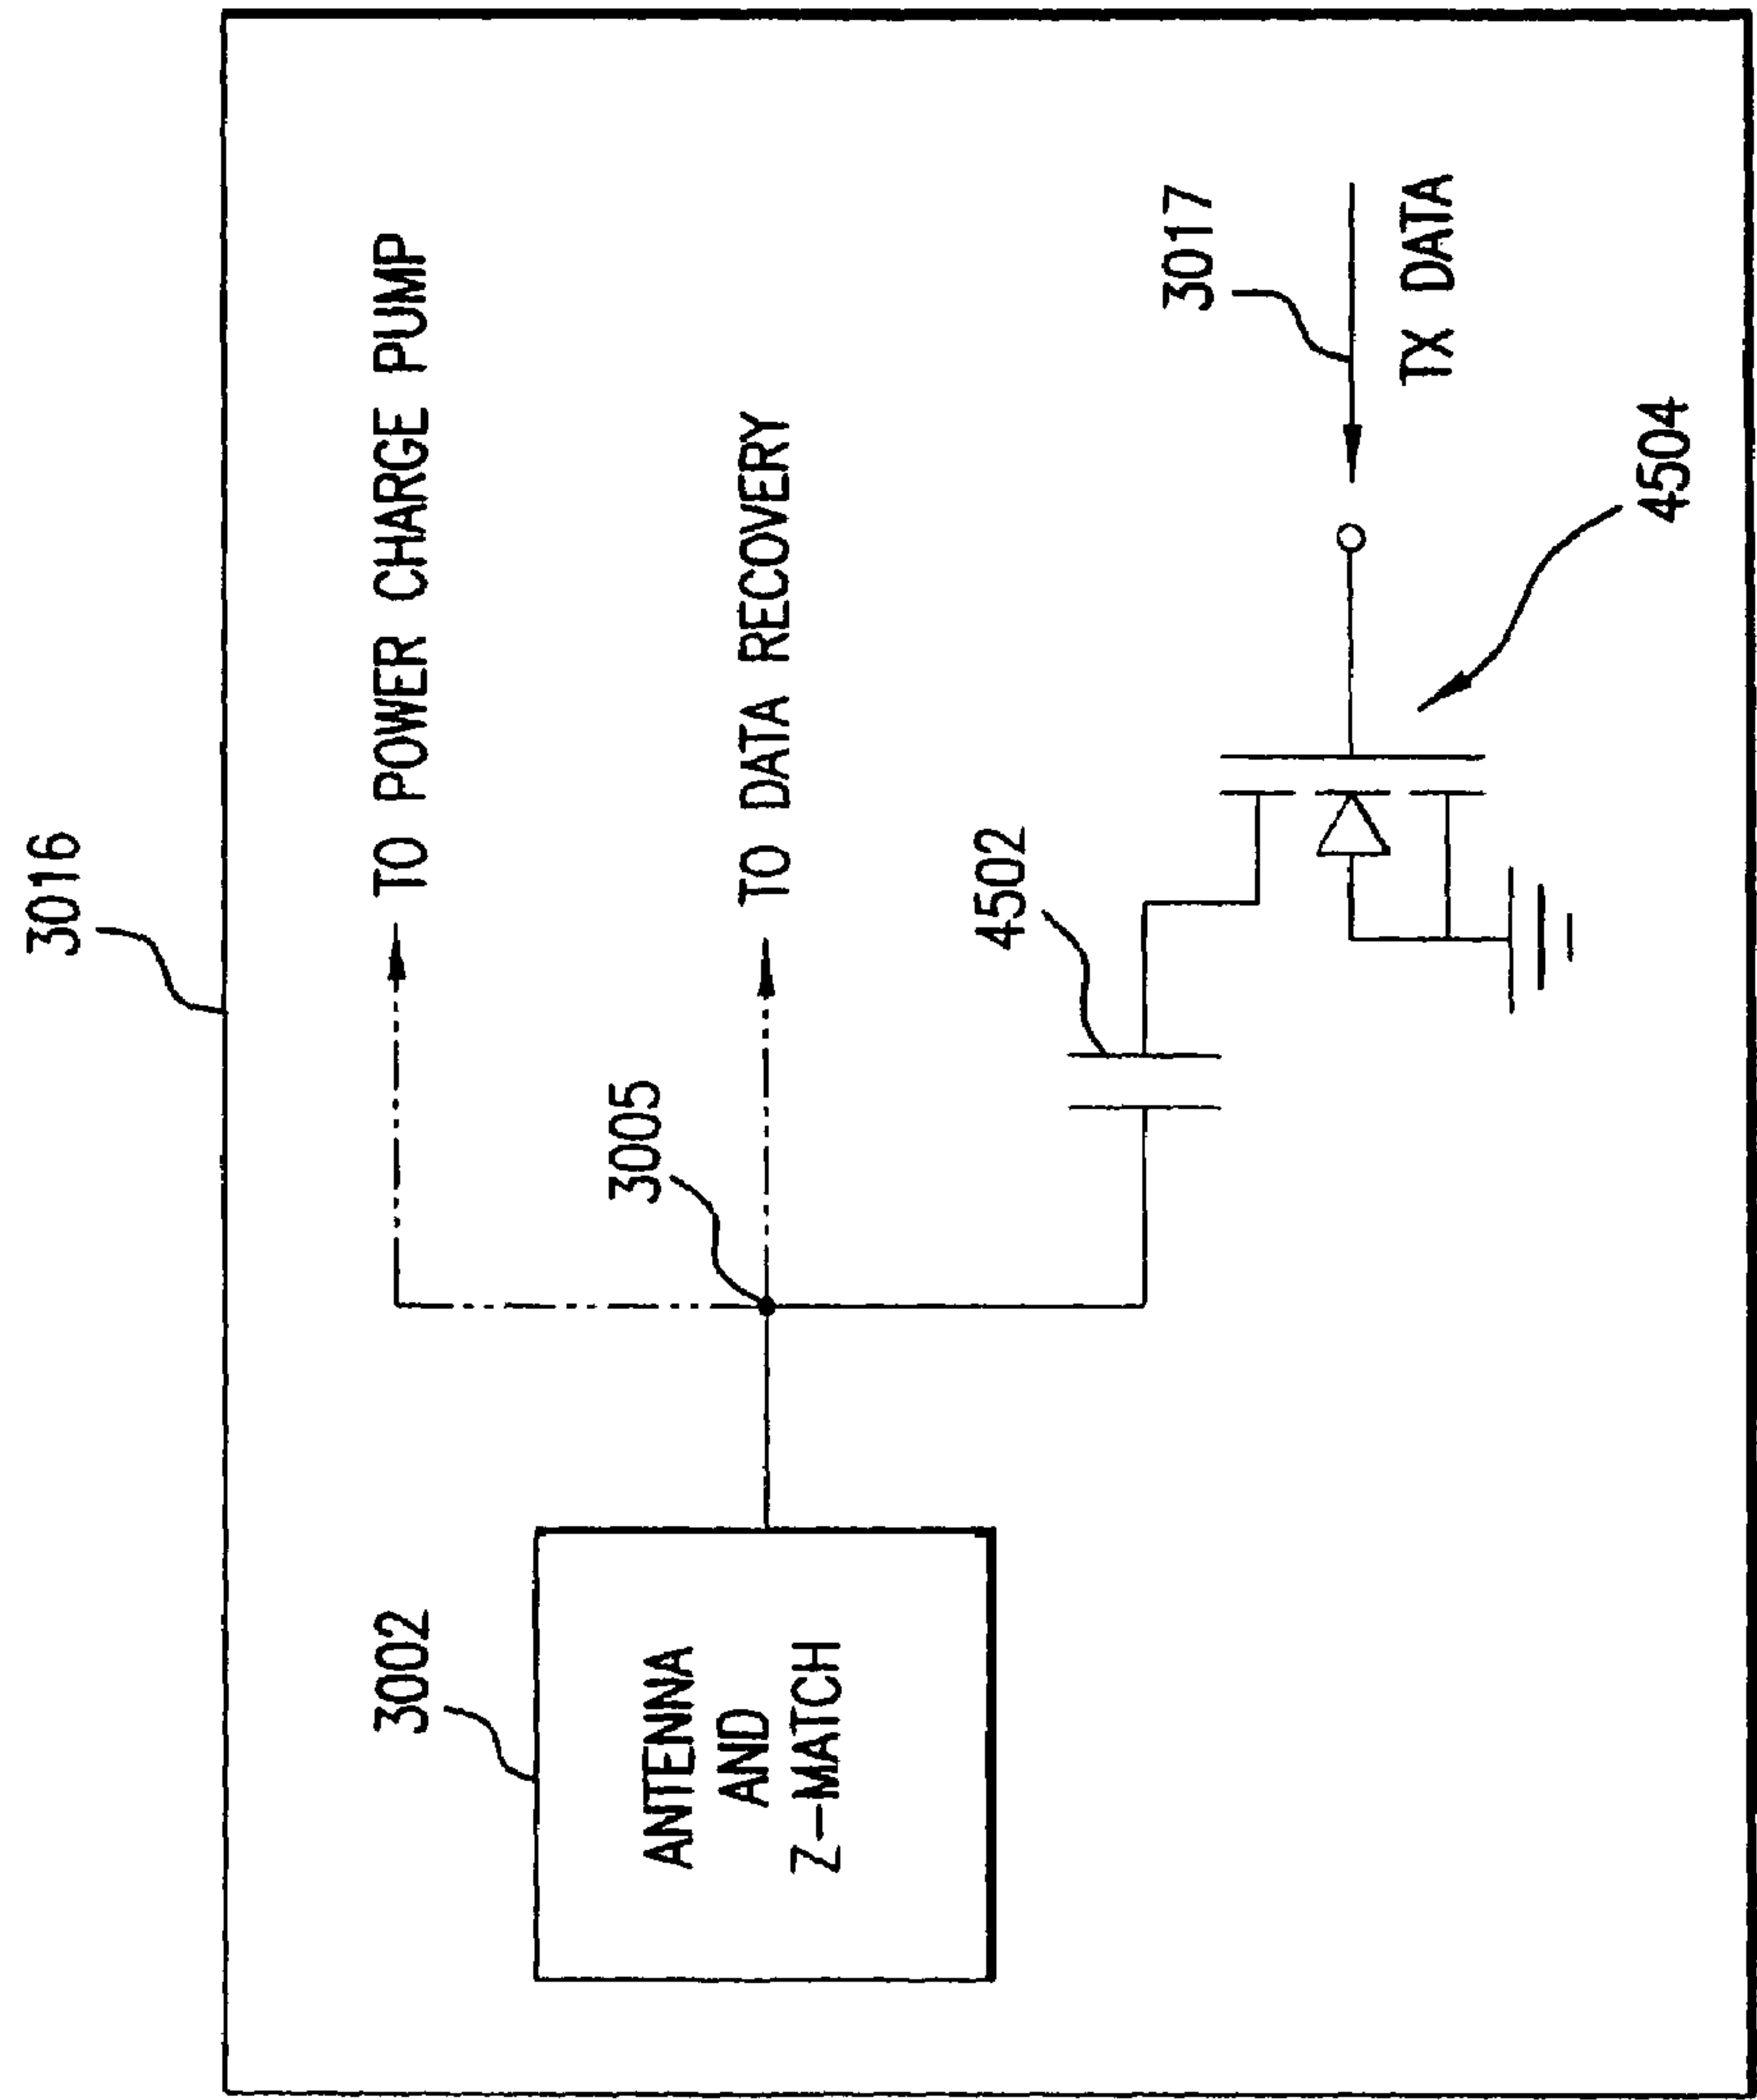 3016
TO POWER CHARGE PUMP
3002
3005
TO DATA RECOVERY
ANTENNA
AND
Z-MATCH
4502
3017
TX DATA
4504